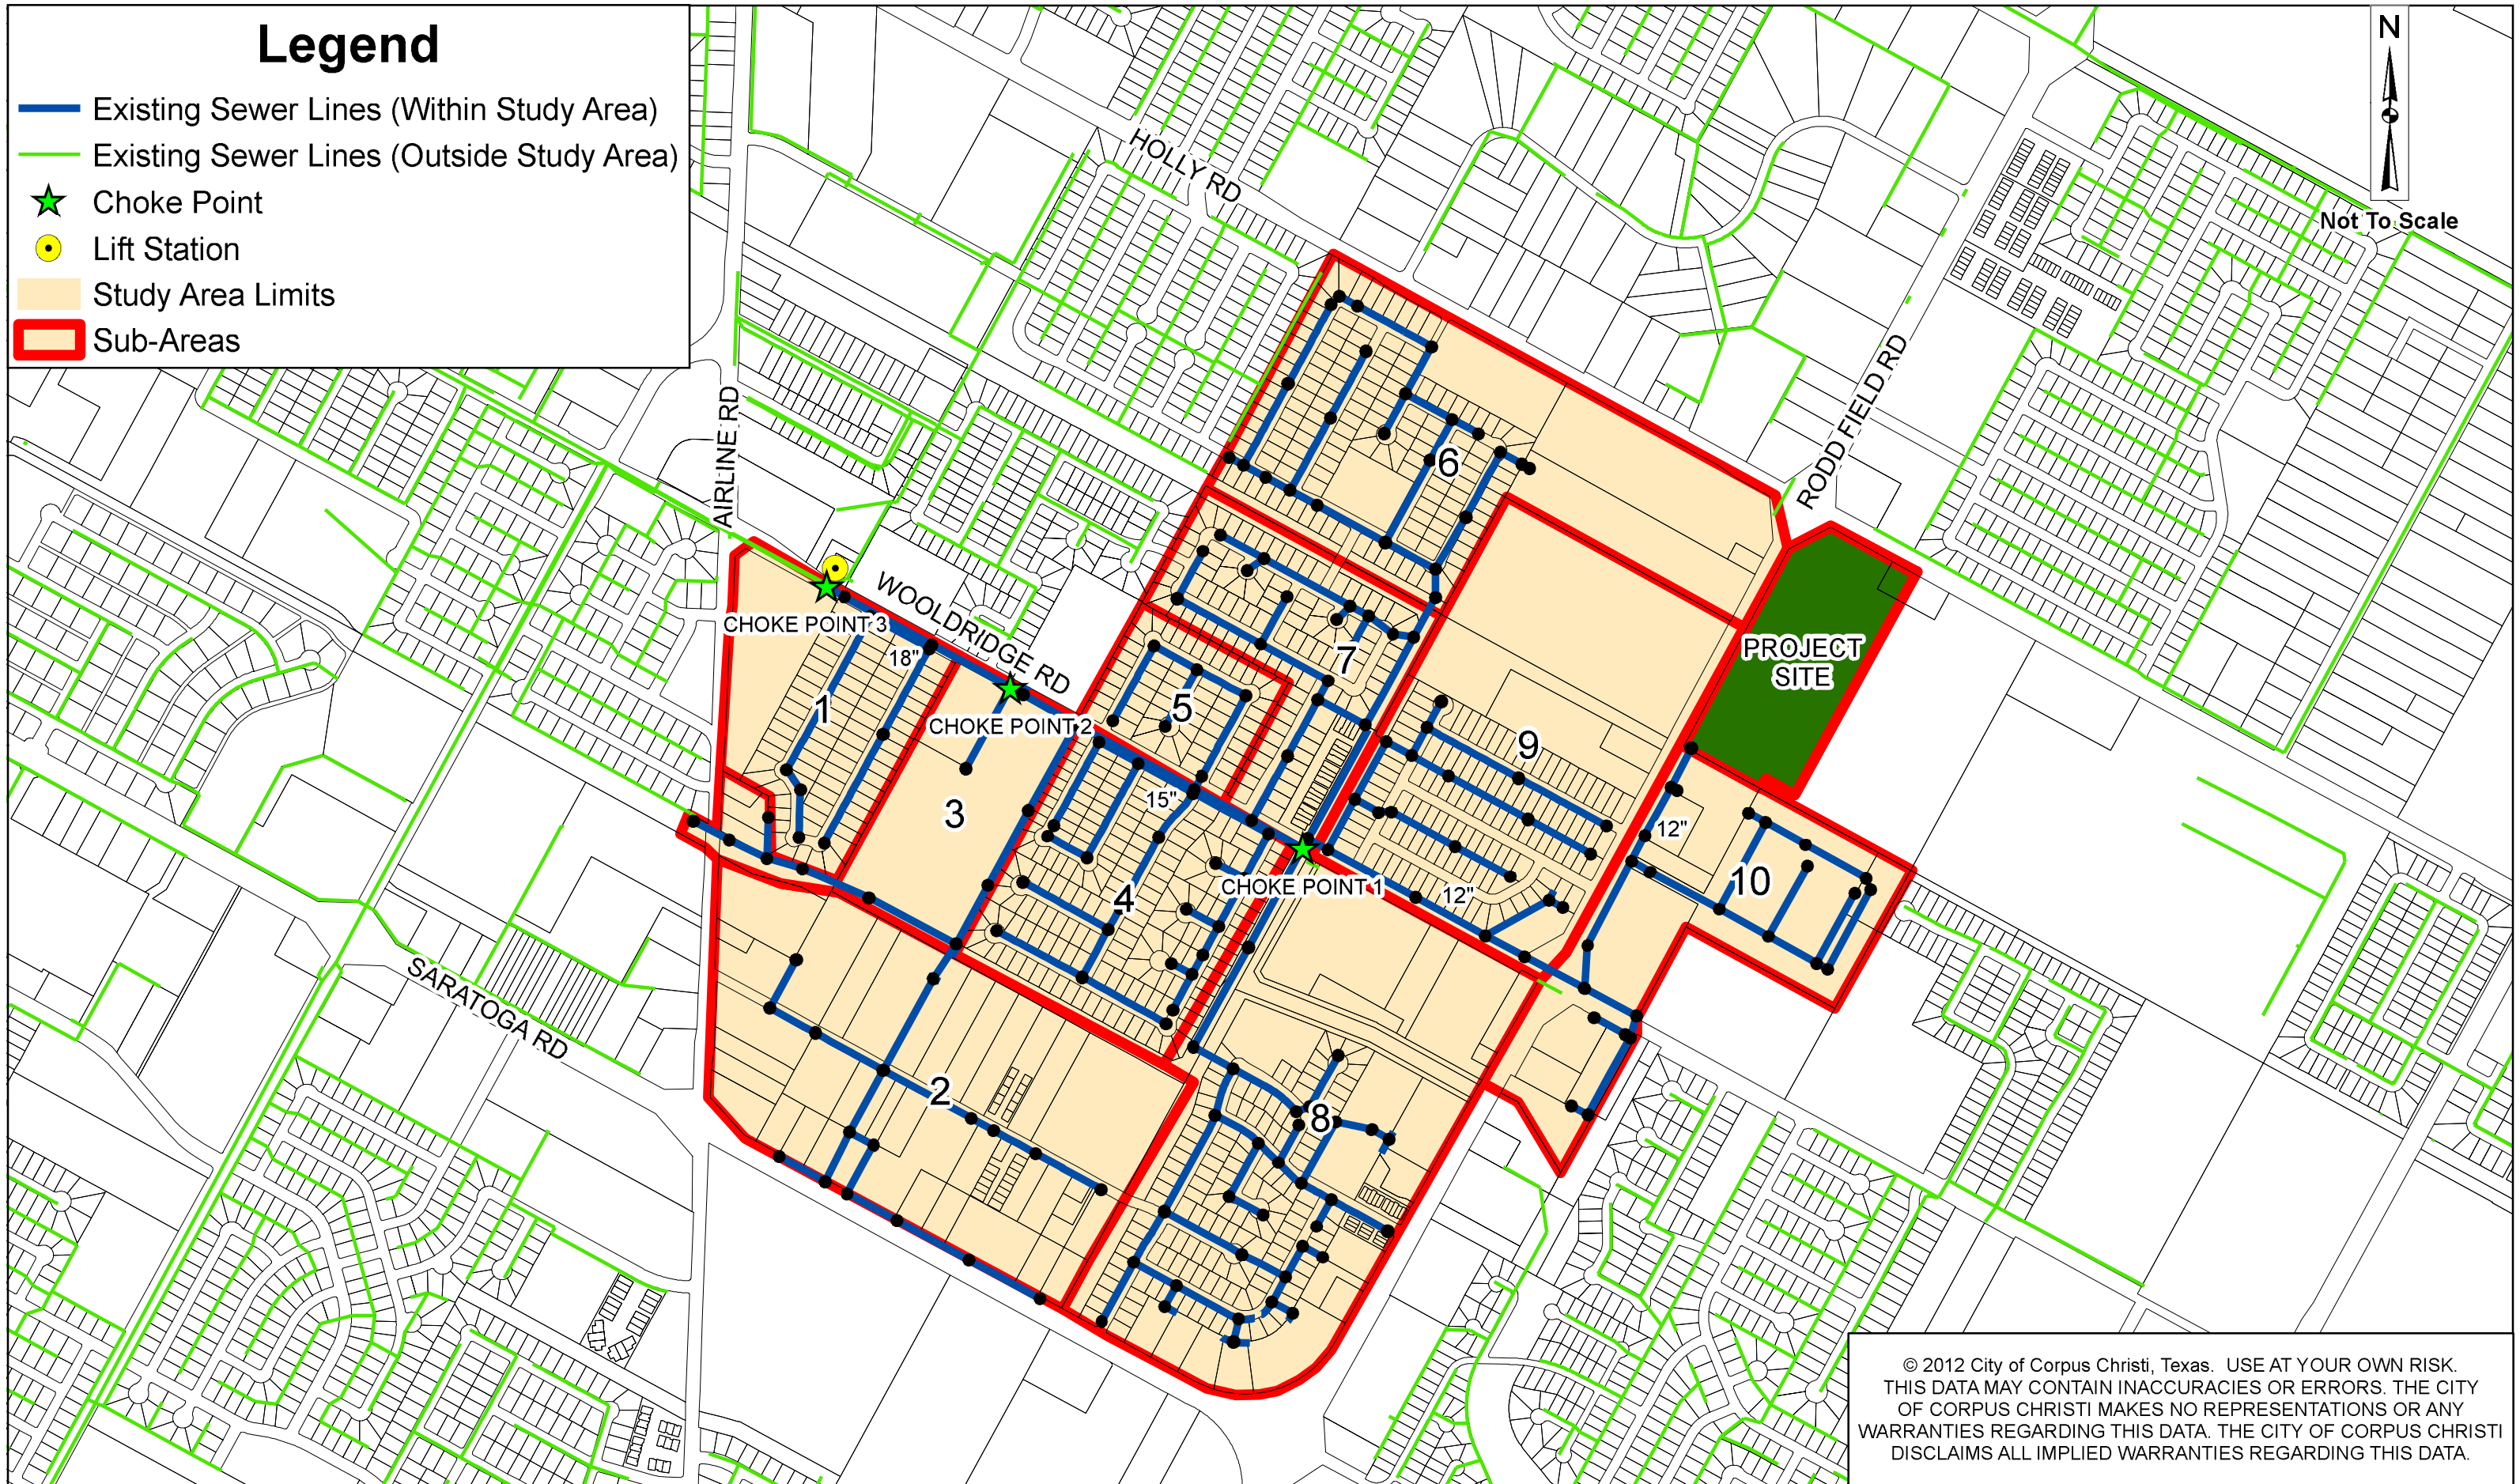 Legend
Existing Sewer Lines (Within Study Area)
Existing Sewer Lines (Outside Study Area)
Choke Point
Lift Station
Study Area Limits
Sub-Areas
N
Not To Scale
HOLLY RD
RODD FIELD RD
AIRLINE RD
WOOLDRIDGE RD
SARATOGA RD
PROJECT
SITE
CHOKE POINT 3
18"
CHOKE POINT 2
15"
CHOKE POINT 1
12"
12"
1
2
3
4
5
6
7
8
9
10
© 2012 City of Corpus Christi, Texas. USE AT YOUR OWN RISK.
THIS DATA MAY CONTAIN INACCURACIES OR ERRORS. THE CITY
OF CORPUS CHRISTI MAKES NO REPRESENTATIONS OR ANY
WARRANTIES REGARDING THIS DATA. THE CITY OF CORPUS CHRISTI
DISCLAIMS ALL IMPLIED WARRANTIES REGARDING THIS DATA.